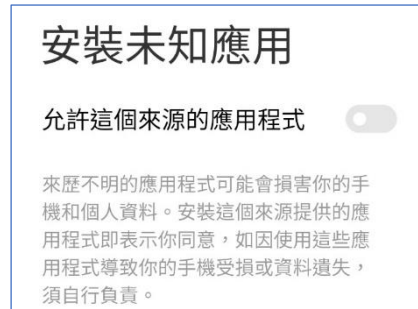 安裝未知應用
允許這個來源的應用程式
來歷不明的應用程式可能會損害你的手
機和個人資料。安裝這個來源提供的應
用程式即表示你同意，如因使用這些應
用程式導致你的手機受損或資料遺失，
須自行負責。